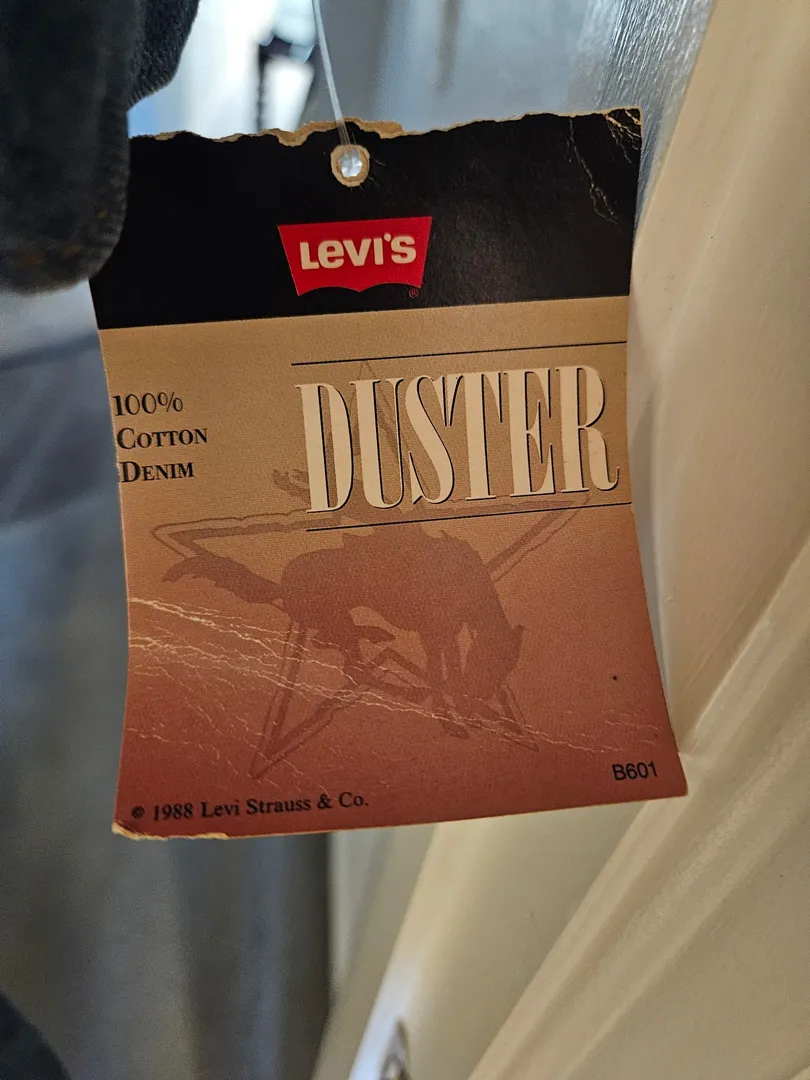 LEVI'S
®
100%
COTTON
DENIM
DUSTER
© 1988 Levi Strauss & Co.
B601